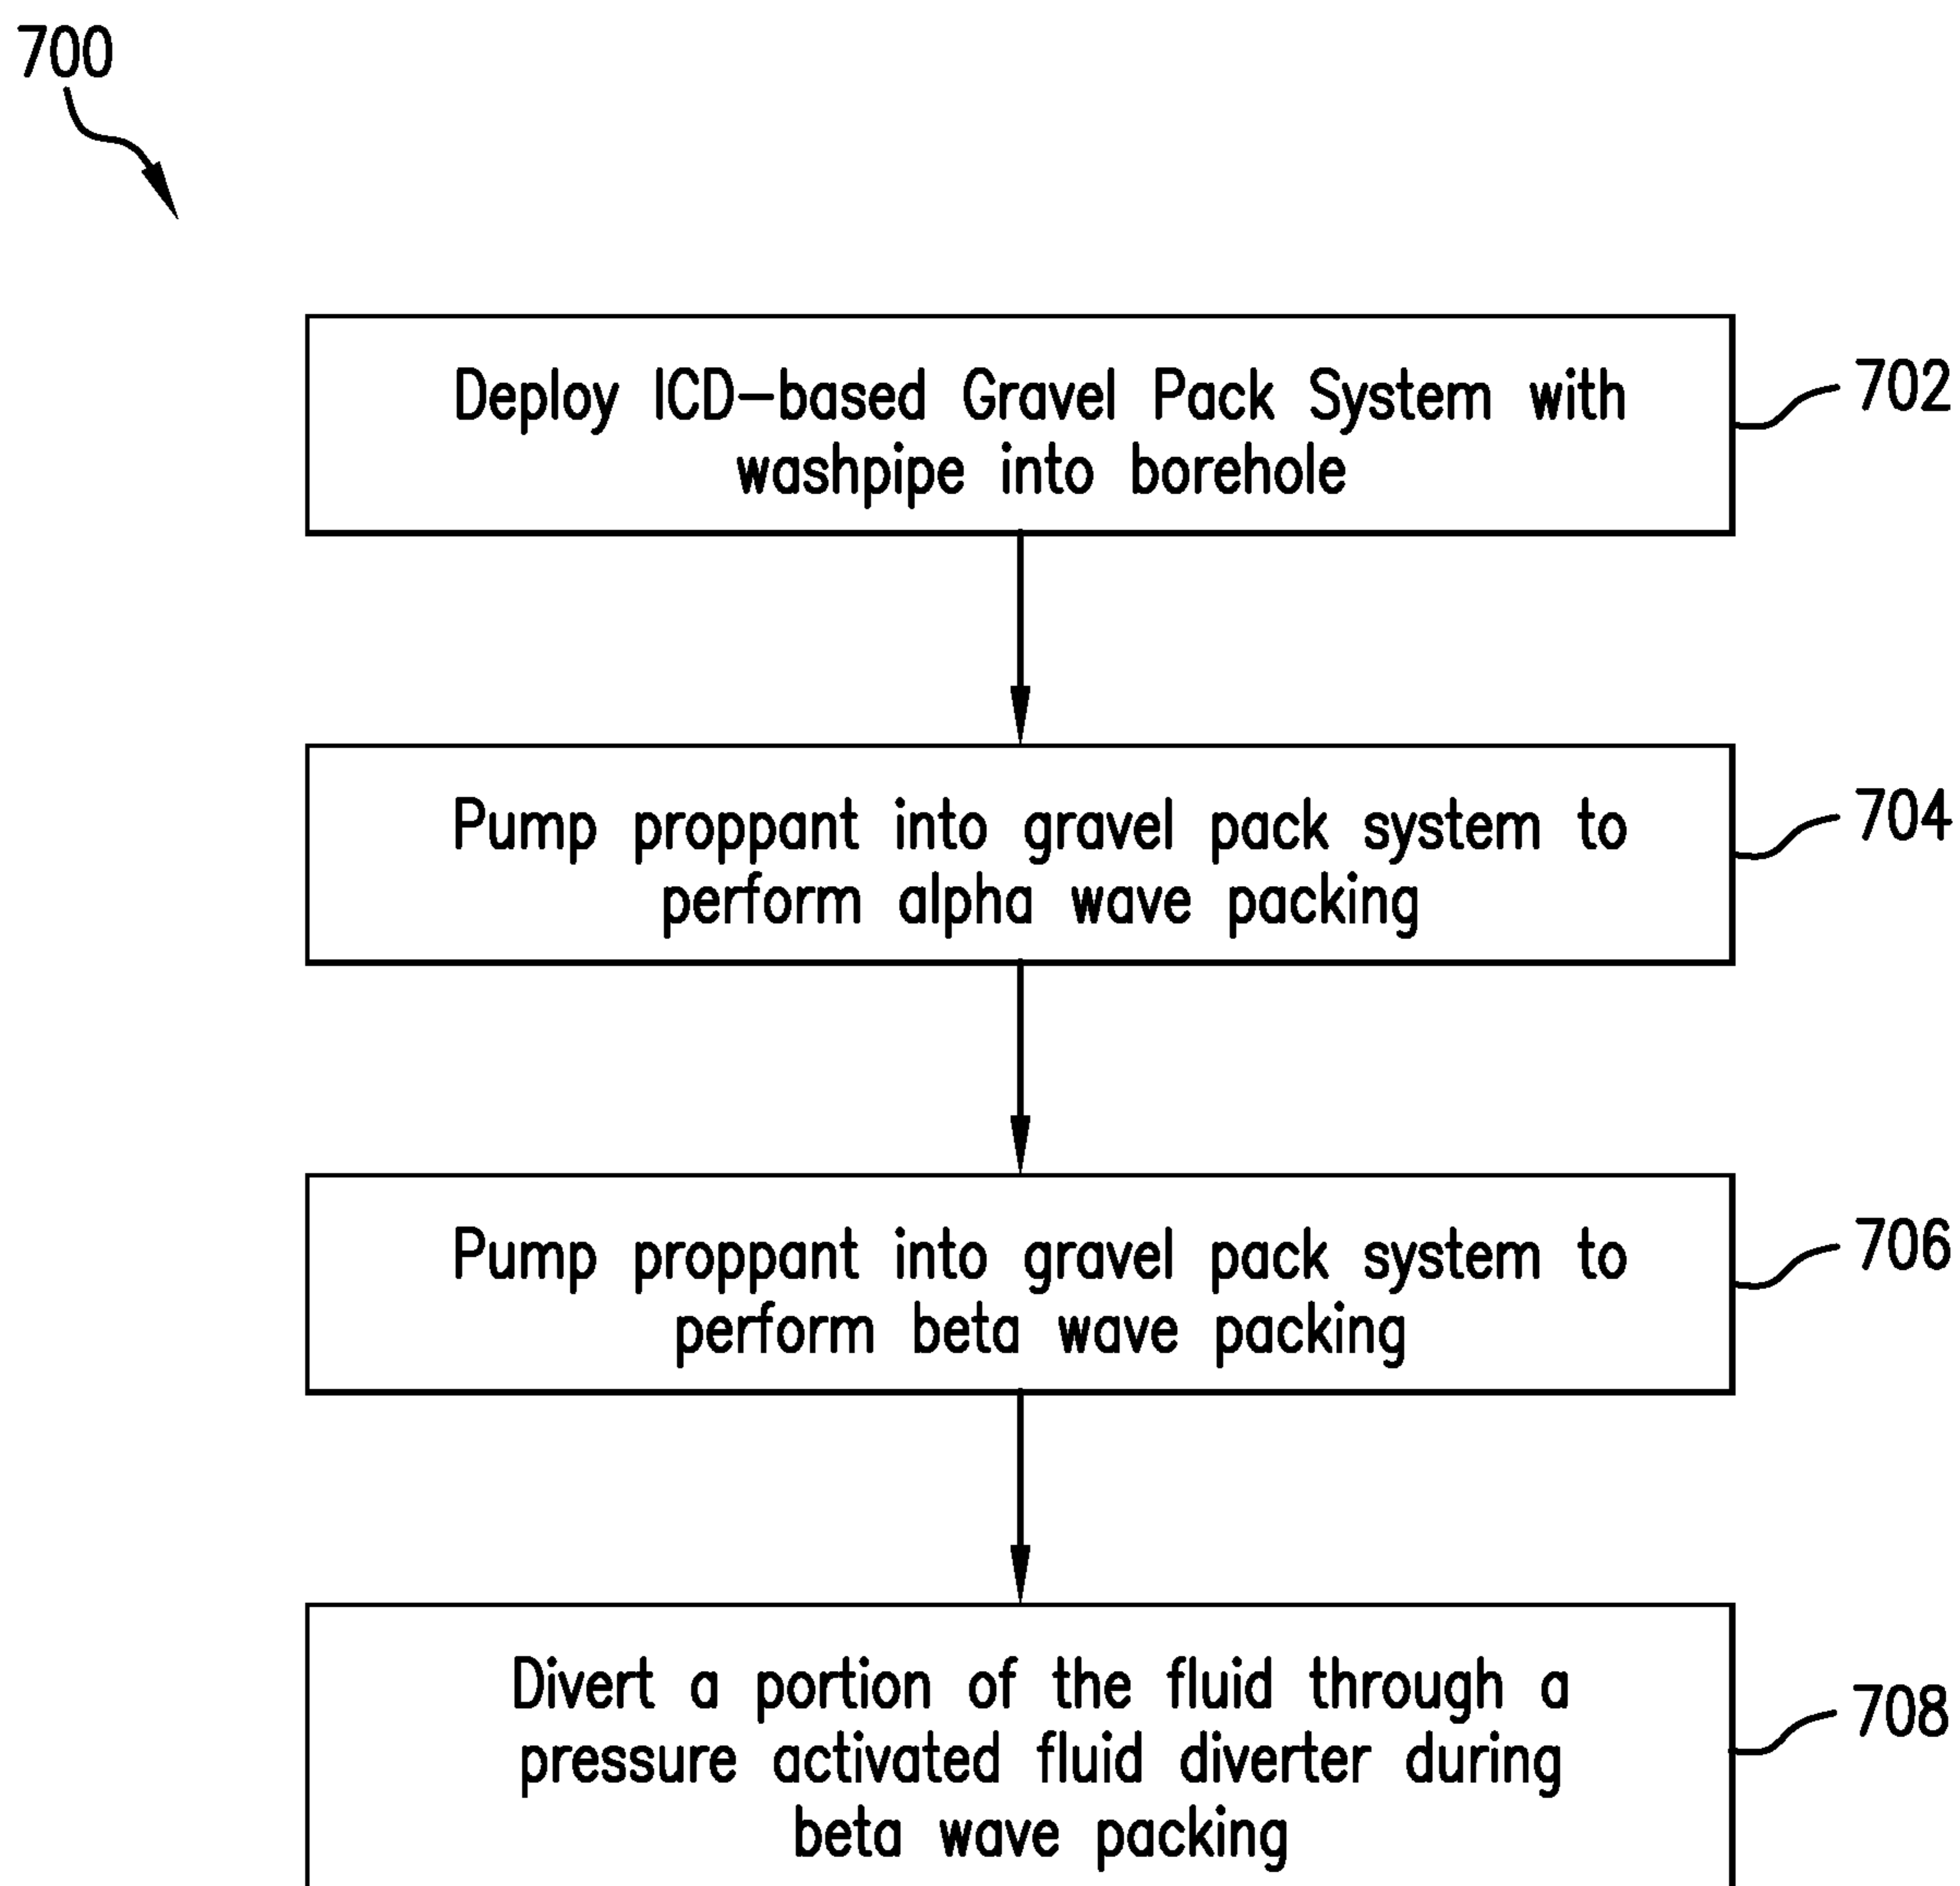 700
Deploy ICD-based Gravel Pack System with
washpipe into borehole
702
Pump proppant into gravel pack system to
perform alpha wave packing
704
Pump proppant into gravel pack system to
perform beta wave packing
706
Divert a portion of the fluid through a
pressure activated fluid diverter during
beta wave packing
708